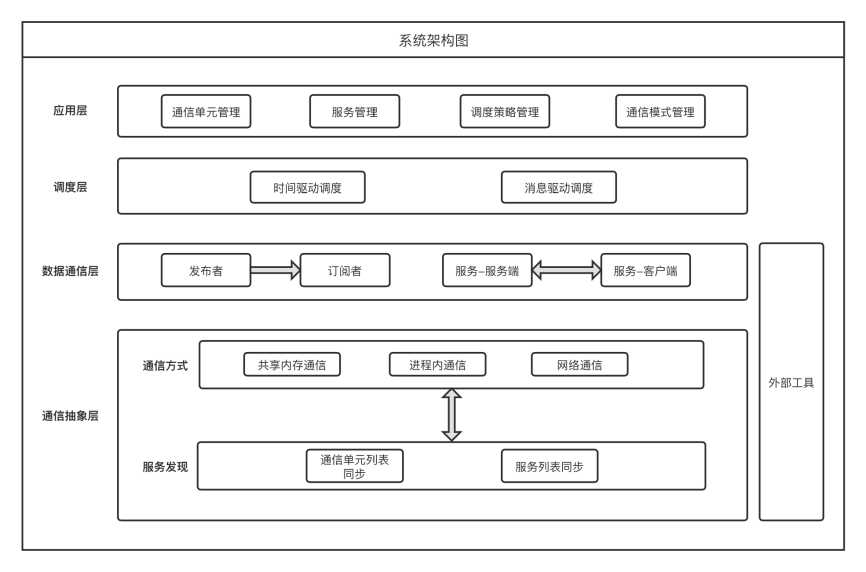 系统架构图
应用层
通信单元管理
服务管理
调度策略管理
通信模式管理
调度层
时间驱动调度
消息驱动调度
数据通信层
发布者
订阅者
服务-服务端
服务-客户端
通信抽象层
通信方式
共享内存通信
进程内通信
网络通信
服务发现
通信单元列表
同步
服务列表同步
外部工具